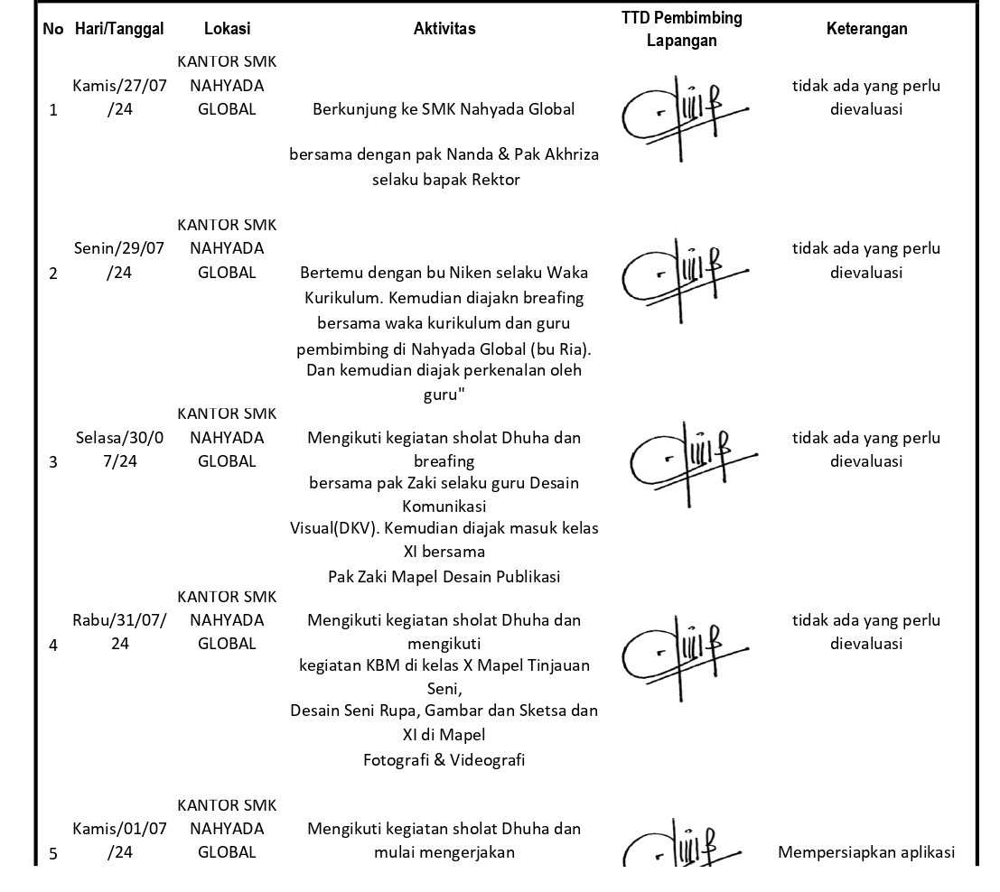 No Hari/Tanggal Lokasi Aktivitas TTD Pembimbing Lapangan Keterangan
KANTOR SMK
Kamis/27/07 NAHYADA tidak ada yang perlu
1 /24 GLOBAL Berkunjung ke SMK Nahyada Global dievaluasi
bersama dengan pak Nanda & Pak Akhriza
selaku bapak Rektor
KANTOR SMK
Senin/29/07 NAHYADA tidak ada yang perlu
2 /24 GLOBAL Bertemu dengan bu Niken selaku Waka dievaluasi
Kurikulum. Kemudian diajakn breafing
bersama waka kurikulum dan guru
pembimbing di Nahyada Global (bu Ria).
Dan kemudian diajak perkenalan oleh
guru"
KANTOR SMK
Selasa/30/0 NAHYADA Mengikuti kegiatan sholat Dhuha dan tidak ada yang perlu
3 7/24 GLOBAL breafing dievaluasi
bersama pak Zaki selaku guru Desain
Komunikasi
Visual(DKV). Kemudian diajak masuk kelas
XI bersama
Pak Zaki Mapel Desain Publikasi
KANTOR SMK
Rabu/31/07/ NAHYADA Mengikuti kegiatan sholat Dhuha dan tidak ada yang perlu
4 24 GLOBAL mengikuti dievaluasi
kegiatan KBM di kelas X Mapel Tinjauan
Seni,
Desain Seni Rupa, Gambar dan Sketsa dan
XI di Mapel
Fotografi & Videografi
KANTOR SMK
Kamis/01/07 NAHYADA Mengikuti kegiatan sholat Dhuha dan
5 /24 GLOBAL mulai mengerjakan Mempersiapkan aplikasi